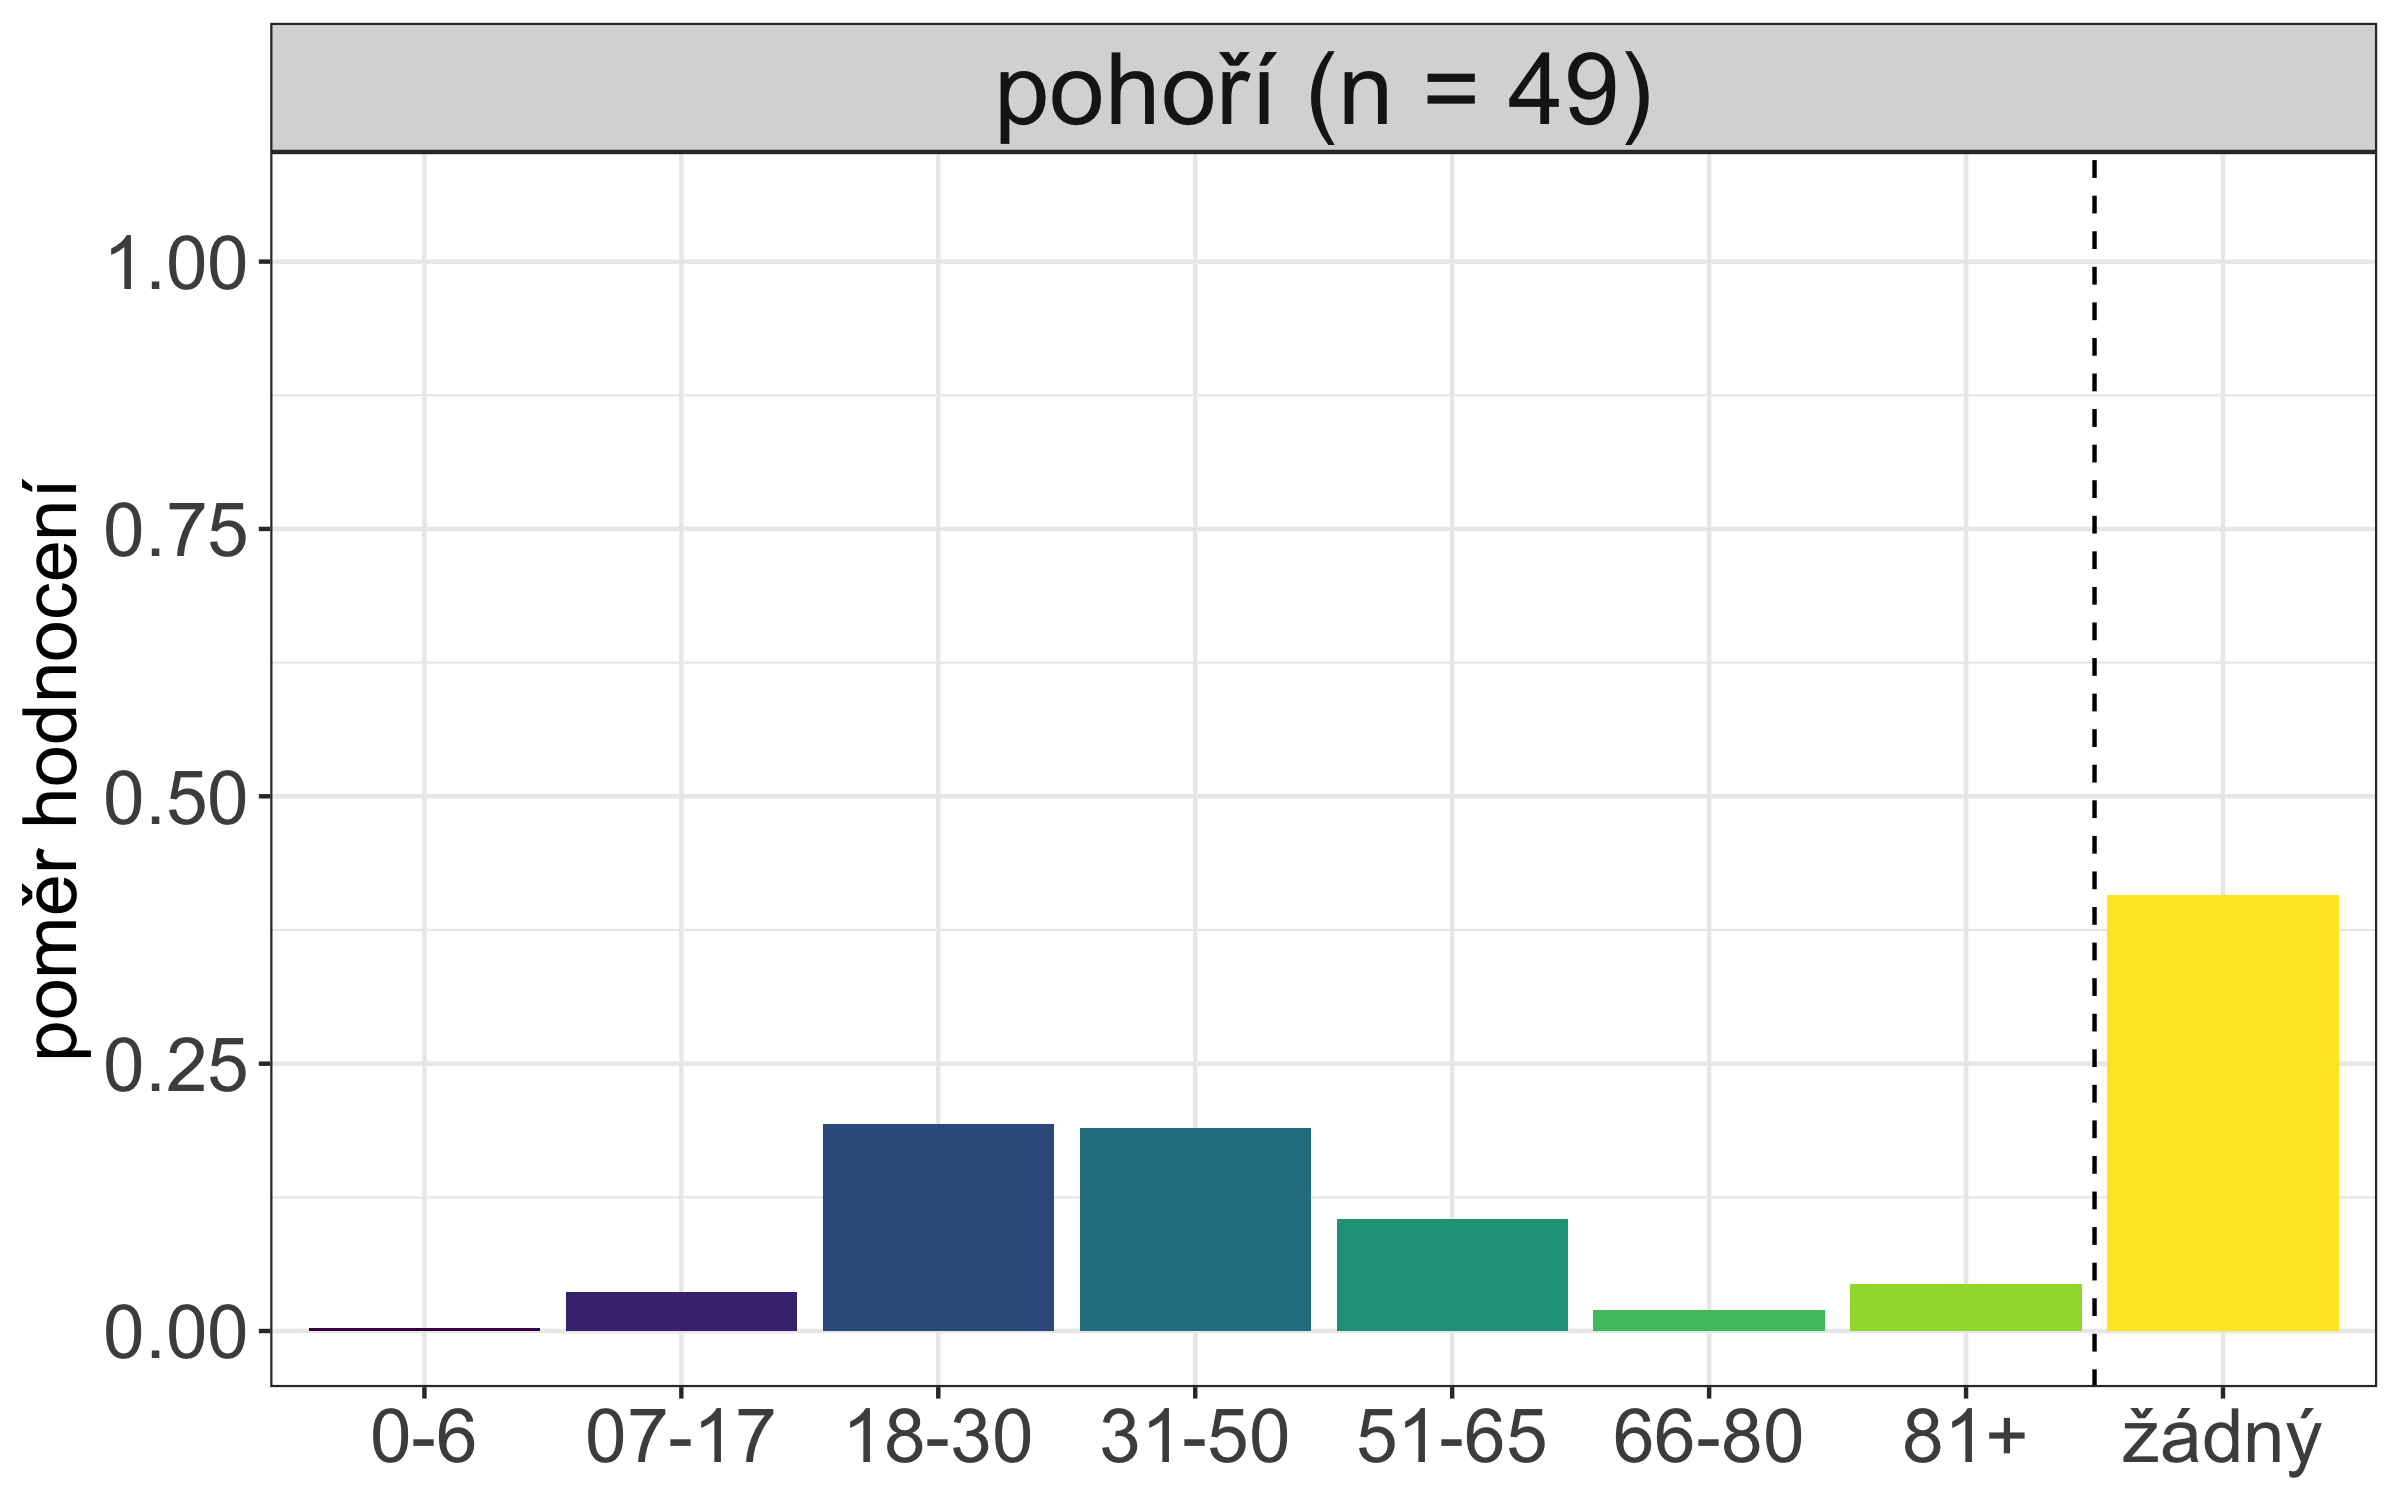 pohoří (n = 49)
poměr hodnocení
1.00
0.75
0.50
0.25
0.00
0-6 07-17 18-30 31-50 51-65 66-80 81+ žádný